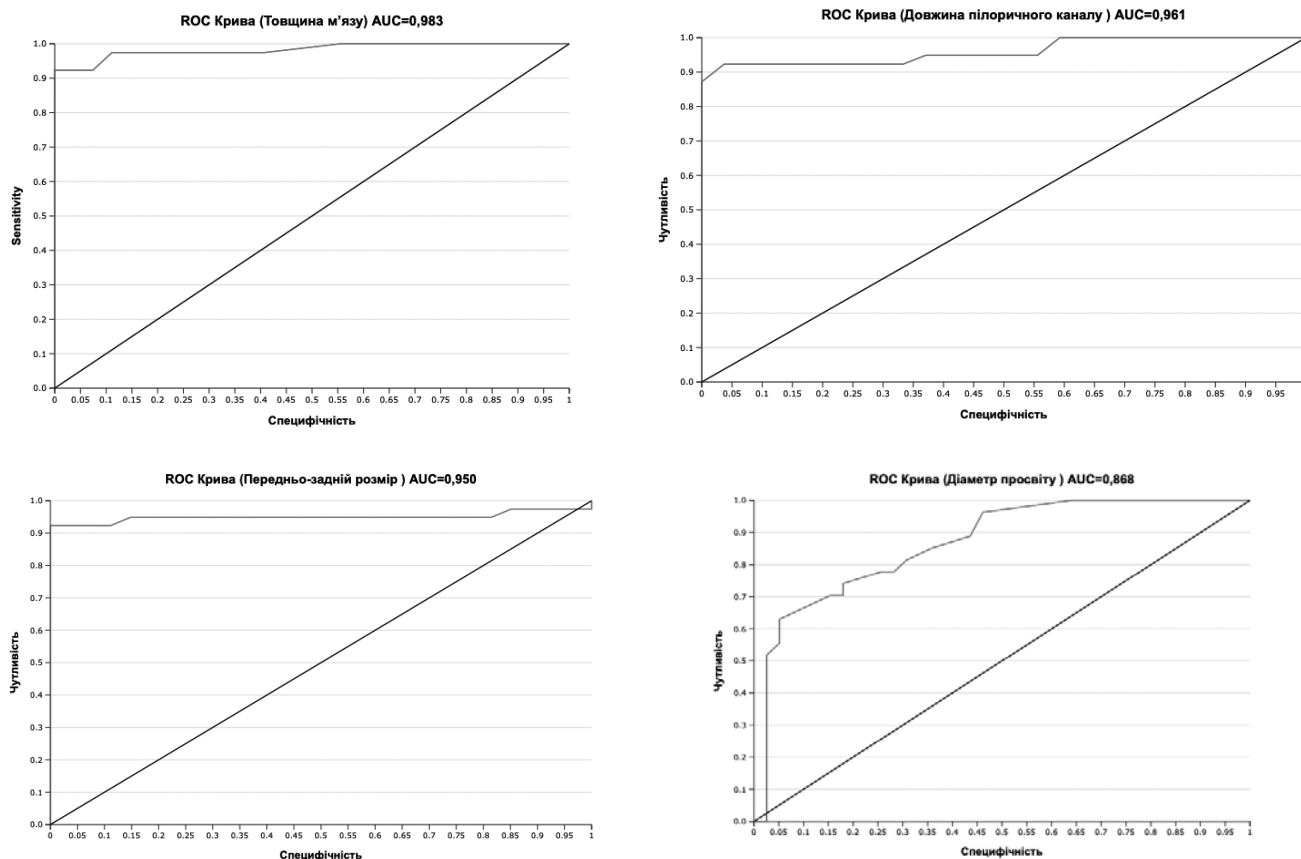 ROC Крива (Товщина м'язу) AUC=0,983
1.0
0.9
0.8
0.7
0.6
0.5
0.4
0.3
0.2
0.1
0.0
Sensitivity
0 0.05 0.1 0.15 0.2 0.25 0.3 0.35 0.4 0.45 0.5 0.55 0.6 0.65 0.7 0.75 0.8 0.85 0.9 0.95 1
Специфічність
ROC Крива (Довжина пілоричного каналу ) AUC=0,961
1.0
0.9
0.8
0.7
0.6
0.5
0.4
0.3
0.2
0.1
0.0
Чутливість
0 0.05 0.1 0.15 0.2 0.25 0.3 0.35 0.4 0.45 0.5 0.55 0.6 0.65 0.7 0.75 0.8 0.85 0.9 0.95
Специфічність
ROC Крива (Передньо-задній розмір ) AUC=0,950
1.0
0.9
0.8
0.7
0.6
0.5
0.4
0.3
0.2
0.1
0.0
Чутливість
0 0.05 0.1 0.15 0.2 0.25 0.3 0.35 0.4 0.45 0.5 0.55 0.6 0.65 0.7 0.75 0.8 0.85 0.9 0.95 1
Специфічність
ROC Крива (Діаметр просвіту ) AUC=0,868
1.0
0.9
0.8
0.7
0.6
0.5
0.4
0.3
0.2
0.1
0.0
Чутливість
0 0.05 0.1 0.15 0.2 0.25 0.3 0.35 0.4 0.45 0.5 0.55 0.6 0.65 0.7 0.75 0.8 0.85 0.9 0.95 1
Специфічність